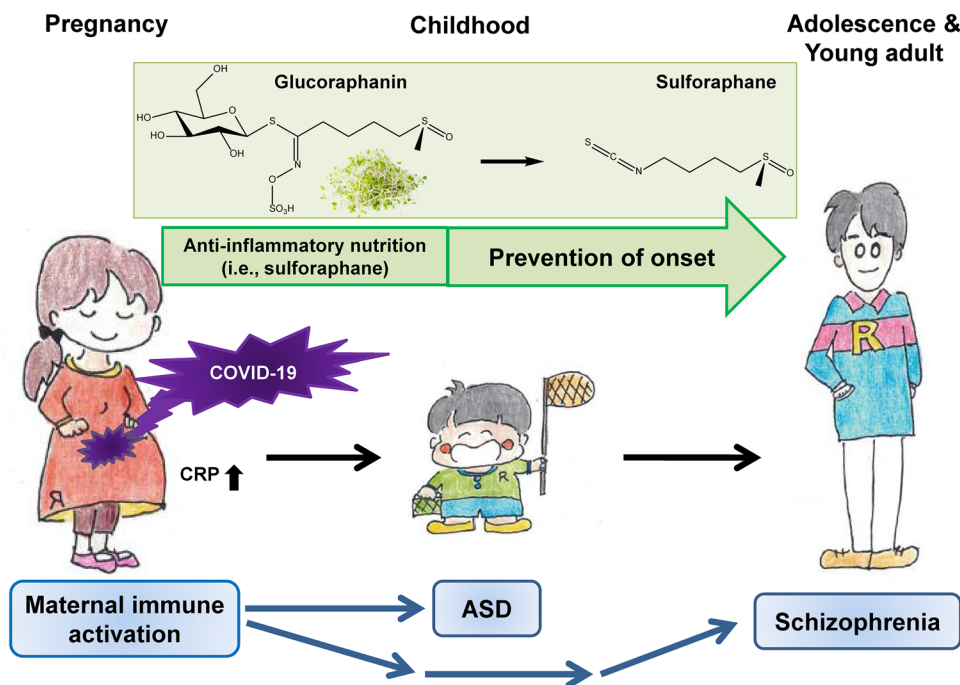 Pregnancy
Childhood
Adolescence &
Young adult
Glucoraphanin
Sulforaphane
OH
HO
HO
OH
OH
O
S
N
O
SO₃H
S
O
S
C
N
S
O
Anti-inflammatory nutrition
(i.e., sulforaphane)
Prevention of onset
COVID-19
CRP
R
R
R
Maternal immune
activation
ASD
Schizophrenia